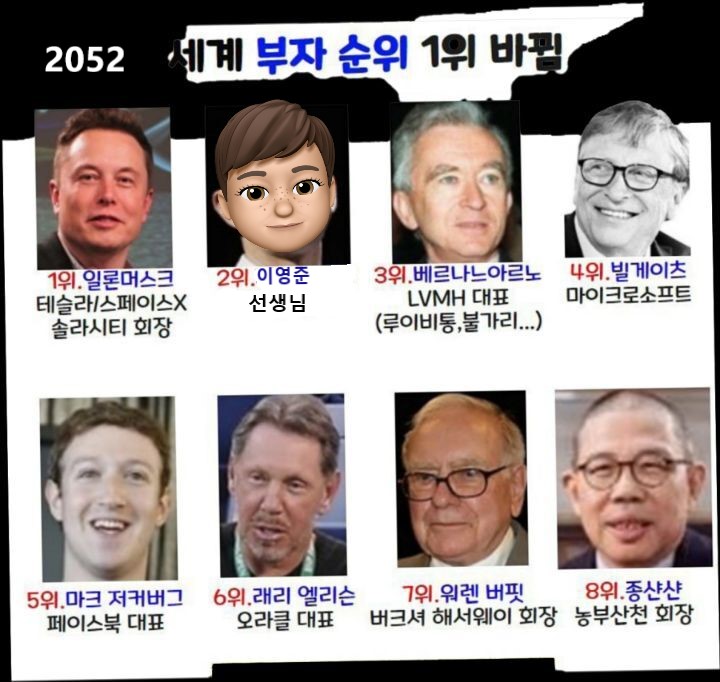 2052 세계 부자 순위 1위 바뀜
1위.일론머스크
테슬라/스페이스X
솔라시티 회장
2위.이영준
선생님
3위.베르나느아르노
LVMH 대표
(루이비통,불가리...)
4위.빌게이츠
마이크로소프트
5위.마크 저커버그
페이스북 대표
6위.래리 엘리슨
오라클 대표
7위.워렌 버핏
버크셔 해서웨이 회장
8위.종샨샨
농부산천 회장